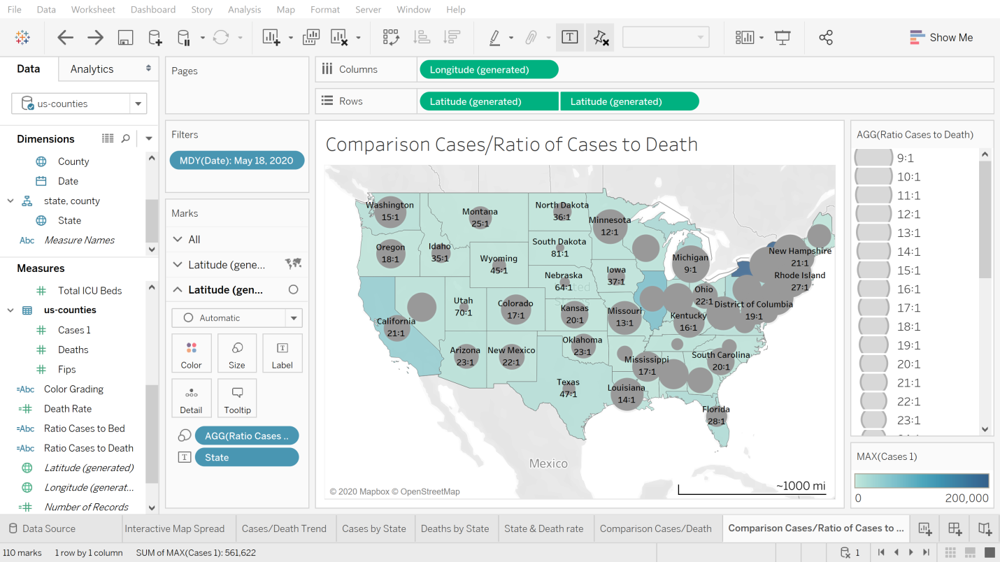 File Data Worksheet Dashboard Story Analysis Map Format Server Window Help
Show Me
Data
Analytics
us-counties
Dimensions
County
Date
state, county
State
Abc Measure Names
Measures
Total ICU Beds
us-counties
Cases 1
Deaths
Fips
=Abc Color Grading
Death Rate
=Abc Ratio Cases to Bed
=Abc Ratio Cases to Death
Latitude (generated)
Longitude (generat...
Number of Records
Pages
Filters
MDY(Date): May 18, 2020
Marks
All
Latitude (gene...
Latitude (gen...
Automatic
Color
Size
Label
Detail
Tooltip
AGG(Ratio Cases ..
State
Columns
Longitude (generated)
Rows
Latitude (generated)
Latitude (generated)
Comparison Cases/Ratio of Cases to Death
Washington
15:1
Montana
25:1
North Dakota
36:1
Minnesota
12:1
Oregon
18:1
Idaho
35:1
South Dakota
81:1
Wyoming
45:1
Michigan
9:1
New Hampshire
21:1
Nebraska
64:1
Iowa
37:1
Rhode Island
27:1
Ohio
22:1
Utah
70:1
Colorado
17:1
Kansas
20:1
Missouri
13:1
District of Columbia
19:1
California
21:1
Kentucky
16:1
Arizona
23:1
New Mexico
22:1
Oklahoma
23:1
Mississippi
17:1
South Carolina
20:1
Texas
47:1
Louisiana
14:1
Florida
28:1
Mexico
© 2020 Mapbox © OpenStreetMap
~1000 mi
AGG(Ratio Cases to Death)
9:1
10:1
11:1
12:1
13:1
14:1
15:1
16:1
17:1
18:1
19:1
20:1
21:1
22:1
23:1
MAX(Cases 1)
0
200,000
Data Source
Interactive Map Spread
Cases/Death Trend
Cases by State
Deaths by State
State & Death rate
Comparison Cases/Death
Comparison Cases/Ratio of Cases to ...
110 marks
1 row by 1 column
SUM of MAX(Cases 1): 561,622
1